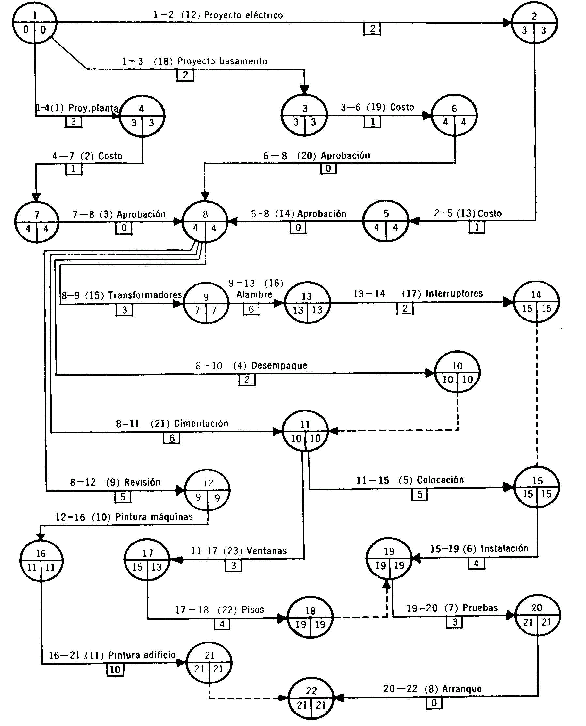 1
0 0
1-2 (12) Proyecto eléctrico
2
2
3 3
1-3 (18) Proyecto basamento
2
1-4(1) Proy. planta
3
4
3 3
3
3 3
3-6 (19) Costo
1
6
4 4
4-7 (2) Costo
1
6-8 (20) Aprobación
0
7
4 4
7-8 (3) Aprobación
0
8
4 4
5-8 (14) Aprobación
0
5
4 4
2-5 (13) Costo
1
8-9 (15) Transformadores
3
9
7 7
9-13 (16)
Alambre
6
13
13 13
13-14 (17) Interruptores
2
14
15 15
8-10 (4) Desempaque
2
10
10 10
8-11 (21) Cimentación
6
11
10 10
8-12 (9) Revisión
5
12
9 9
11-15 (5) Colocación
5
15
15 15
12-16 (10) Pintura máquinas
16
11 11
17
15 13
11-17 (23) Ventanas
3
19
19 19
15-19 (6) Instalación
4
17-18 (22) Pisos
4
18
19 19
19-20 (7) Pruebas
3
20
21 21
16-21 (11) Pintura edificio
10
21
21 21
22
21 21
20-22 (8) Arranque
0